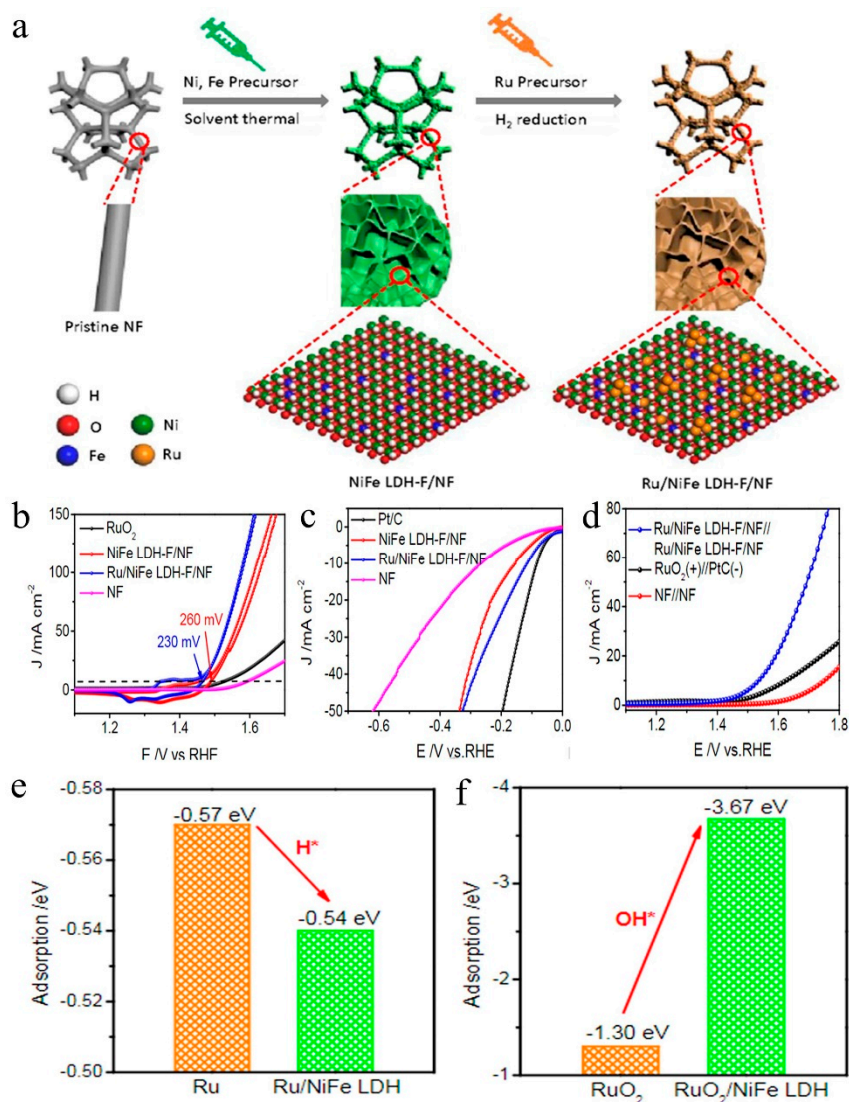 a
Ni, Fe Precursor
Solvent thermal
Ru Precursor
H₂ reduction
Pristine NF
H
O
Ni
Fe
Ru
NiFe LDH-F/NF
Ru/NiFe LDH-F/NF
b
150
100
50
0
J /mA cm⁻²
RuO₂
NiFe LDH-F/NF
Ru/NiFe LDH-F/NF
NF
260 mV
230 mV
1.2 1.4 1.6
E /V vs RHE
c
0
-10
-20
-30
-40
-50
J /mA cm⁻²
Pt/C
NiFe LDH-F/NF
Ru/NiFe LDH-F/NF
NF
-0.6 -0.4 -0.2 0.0
E /V vs.RHE
d
80
60
40
20
0
J /mA cm⁻²
Ru/NiFe LDH-F/NF//
Ru/NiFe LDH-F/NF
RuO₂(+)//PtC(-)
NF//NF
1.2 1.4 1.6 1.8
E /V vs.RHE
e
-0.58
-0.56
-0.54
-0.52
-0.50
Adsorption /eV
-0.57 eV
H*
-0.54 eV
Ru
Ru/NiFe LDH
f
-4
-3
-2
-1
Adsorption /eV
-3.67 eV
OH*
-1.30 eV
RuO₂
RuO₂/NiFe LDH